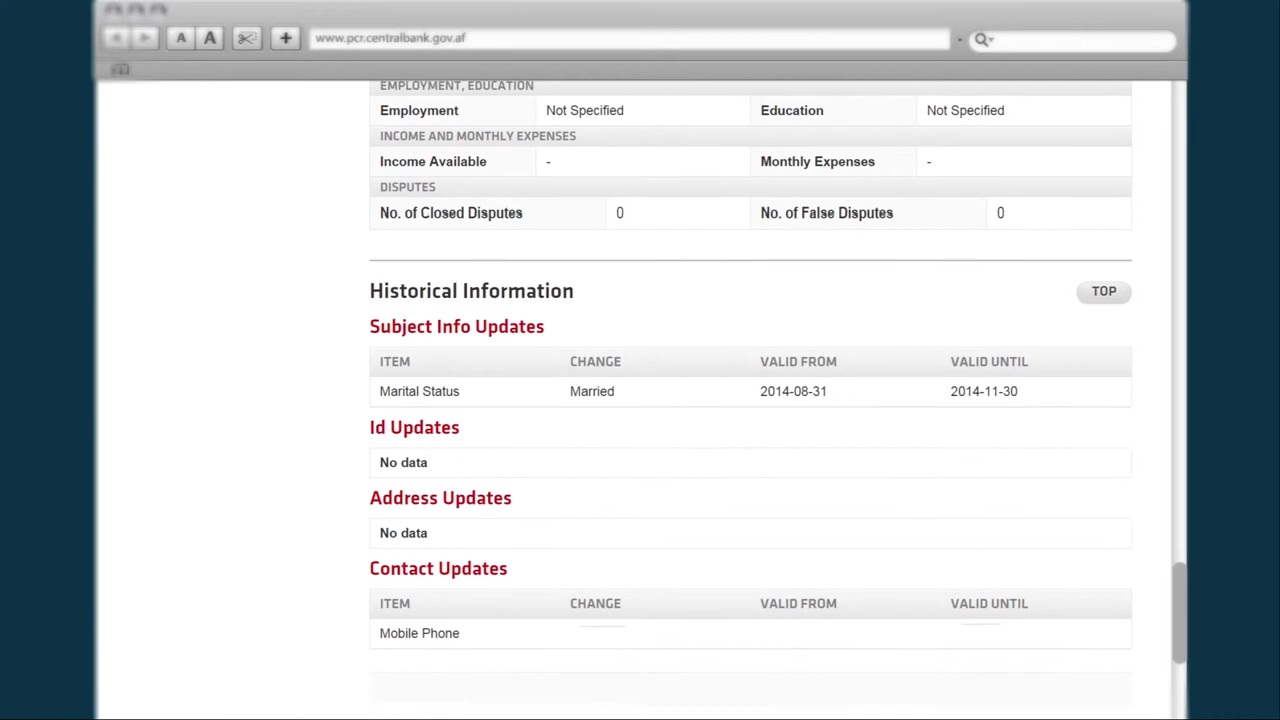 A A +
www.pcr.centralbank.gov.af
EMPLOYMENT, EDUCATION
Employment Not Specified Education Not Specified
INCOME AND MONTHLY EXPENSES
Income Available - Monthly Expenses -
DISPUTES
No. of Closed Disputes 0 No. of False Disputes 0
Historical Information TOP
Subject Info Updates
ITEM CHANGE VALID FROM VALID UNTIL
Marital Status Married 2014-08-31 2014-11-30
Id Updates
No data
Address Updates
No data
Contact Updates
ITEM CHANGE VALID FROM VALID UNTIL
Mobile Phone